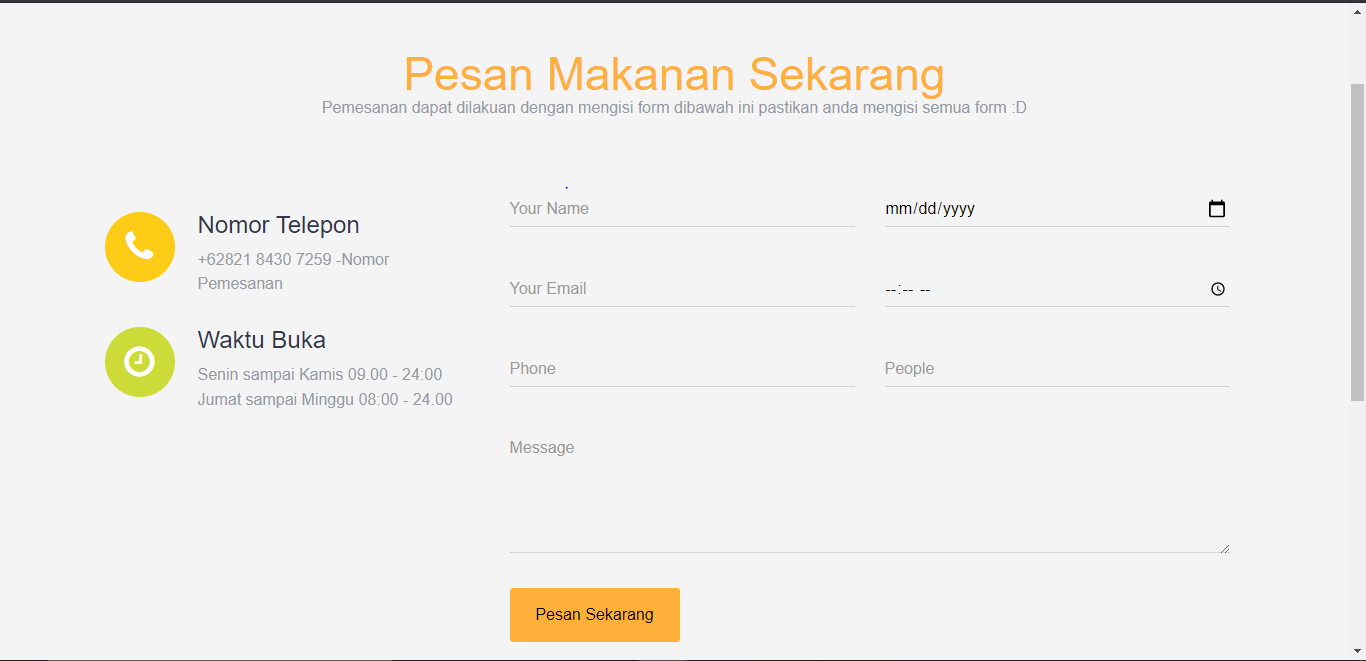 Pesan Makanan Sekarang
Pemesanan dapat dilakuan dengan mengisi form dibawah ini pastikan anda mengisi semua form :D
Nomor Telepon
+62821 8430 7259 -Nomor
Pemesanan
Waktu Buka
Senin sampai Kamis 09.00 - 24:00
Jumat sampai Minggu 08:00 - 24.00
Your Name
mm/dd/yyyy
Your Email
--:-- --
Phone
People
Message
Pesan Sekarang